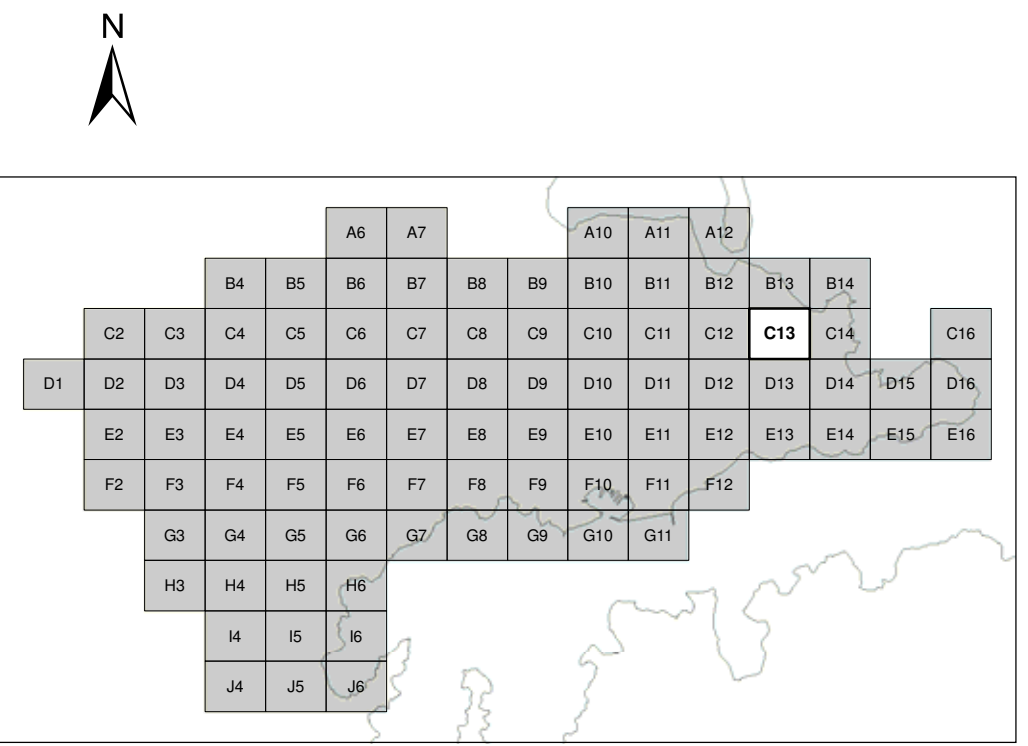 N
A6 A7 A10 A11 A12
B4 B5 B6 B7 B8 B9 B10 B11 B12 B13 B14
C2 C3 C4 C5 C6 C7 C8 C9 C10 C11 C12 C13 C14 C16
D1 D2 D3 D4 D5 D6 D7 D8 D9 D10 D11 D12 D13 D14 D15 D16
E2 E3 E4 E5 E6 E7 E8 E9 E10 E11 E12 E13 E14 E15 E16
F2 F3 F4 F5 F6 F7 F8 F9 F10 F11 F12
G3 G4 G5 G6 G7 G8 G9 G10 G11
H3 H4 H5 H6
I4 I5 I6
J4 J5 J6